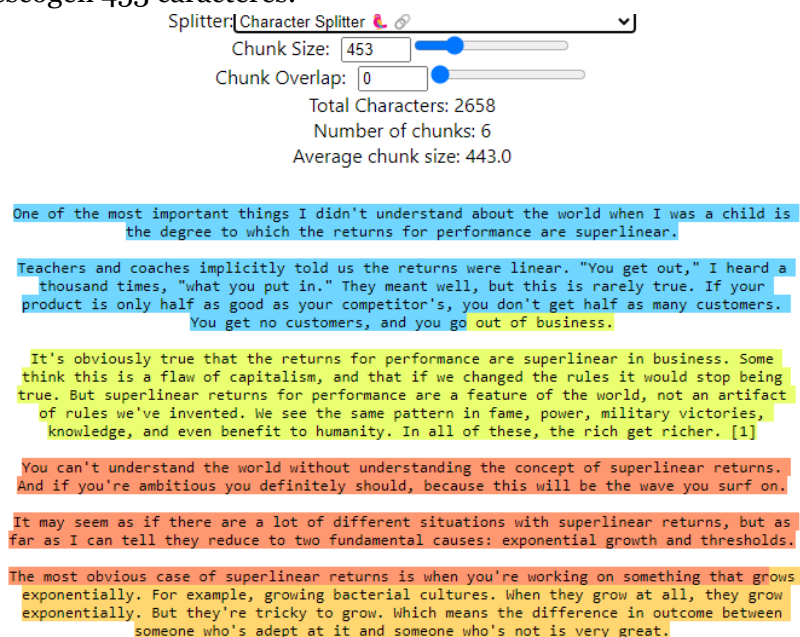 escogen 453 caracteres.
Splitter: Character Splitter 🦜🔗
Chunk Size: 453
Chunk Overlap: 0
Total Characters: 2658
Number of chunks: 6
Average chunk size: 443.0
One of the most important things I didn't understand about the world when I was a child is
the degree to which the returns for performance are superlinear.
Teachers and coaches implicitly told us the returns were linear. "You get out," I heard a
thousand times, "what you put in." They meant well, but this is rarely true. If your
product is only half as good as your competitor's, you don't get half as many customers.
You get no customers, and you go out of business.
It's obviously true that the returns for performance are superlinear in business. Some
think this is a flaw of capitalism, and that if we changed the rules it would stop being
true. But superlinear returns for performance are a feature of the world, not an artifact
of rules we've invented. We see the same pattern in fame, power, military victories,
knowledge, and even benefit to humanity. In all of these, the rich get richer. [1]
You can't understand the world without understanding the concept of superlinear returns.
And if you're ambitious you definitely should, because this will be the wave you surf on.
It may seem as if there are a lot of different situations with superlinear returns, but as
far as I can tell they reduce to two fundamental causes: exponential growth and thresholds.
The most obvious case of superlinear returns is when you're working on something that grows
exponentially. For example, growing bacterial cultures. When they grow at all, they grow
exponentially. But they're tricky to grow. Which means the difference in outcome between
someone who's adept at it and someone who's not is very great.